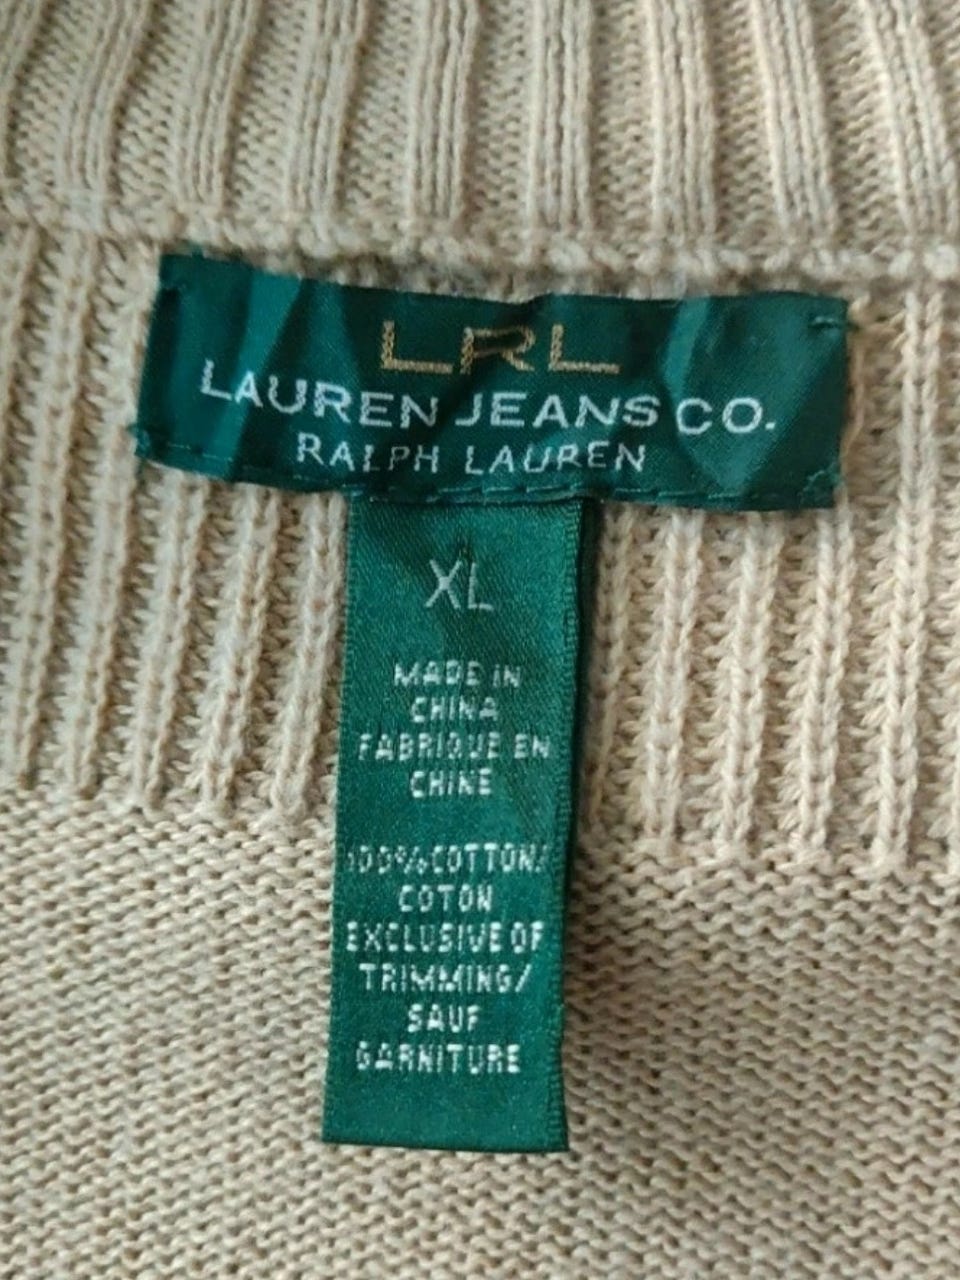 LRL
LAUREN JEANS CO.
RALPH LAUREN
XL
MADE IN
CHINA
FABRIQUE EN
CHINE
100% COTTON/
COTON
EXCLUSIVE OF
TRIMMING/
SAUF
GARNITURE